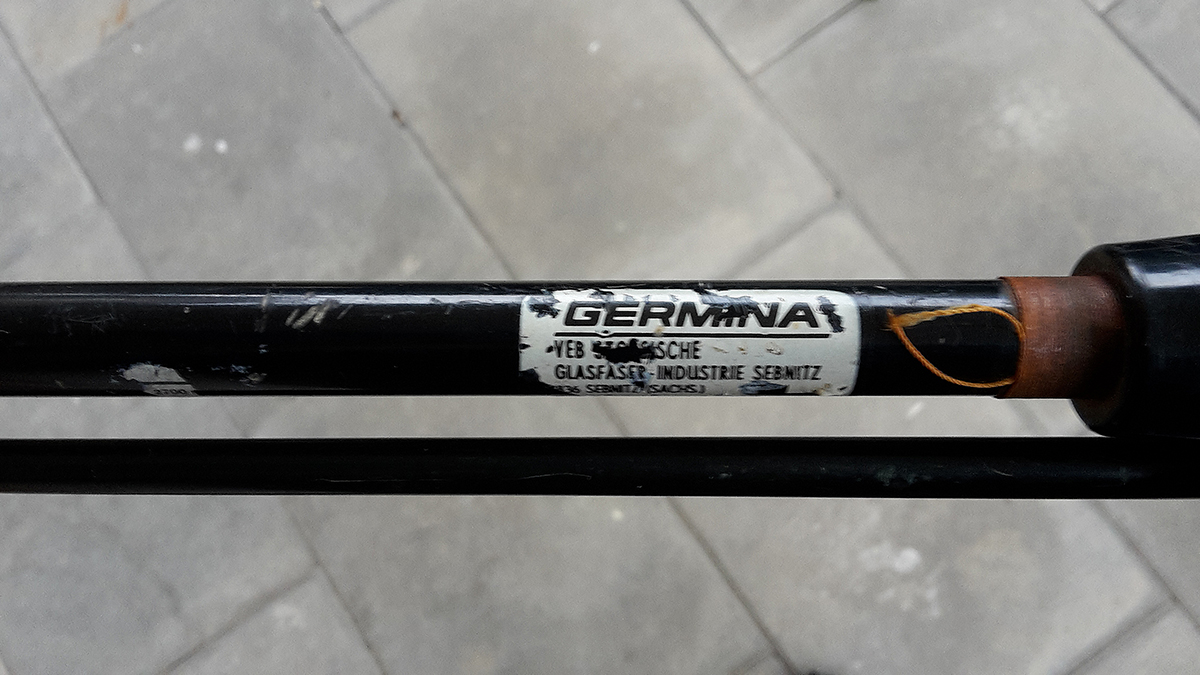 GERMINA
VEB
GLASFASER-INDUSTRIE SEBNITZ
SEBNITZ (SACHS.)